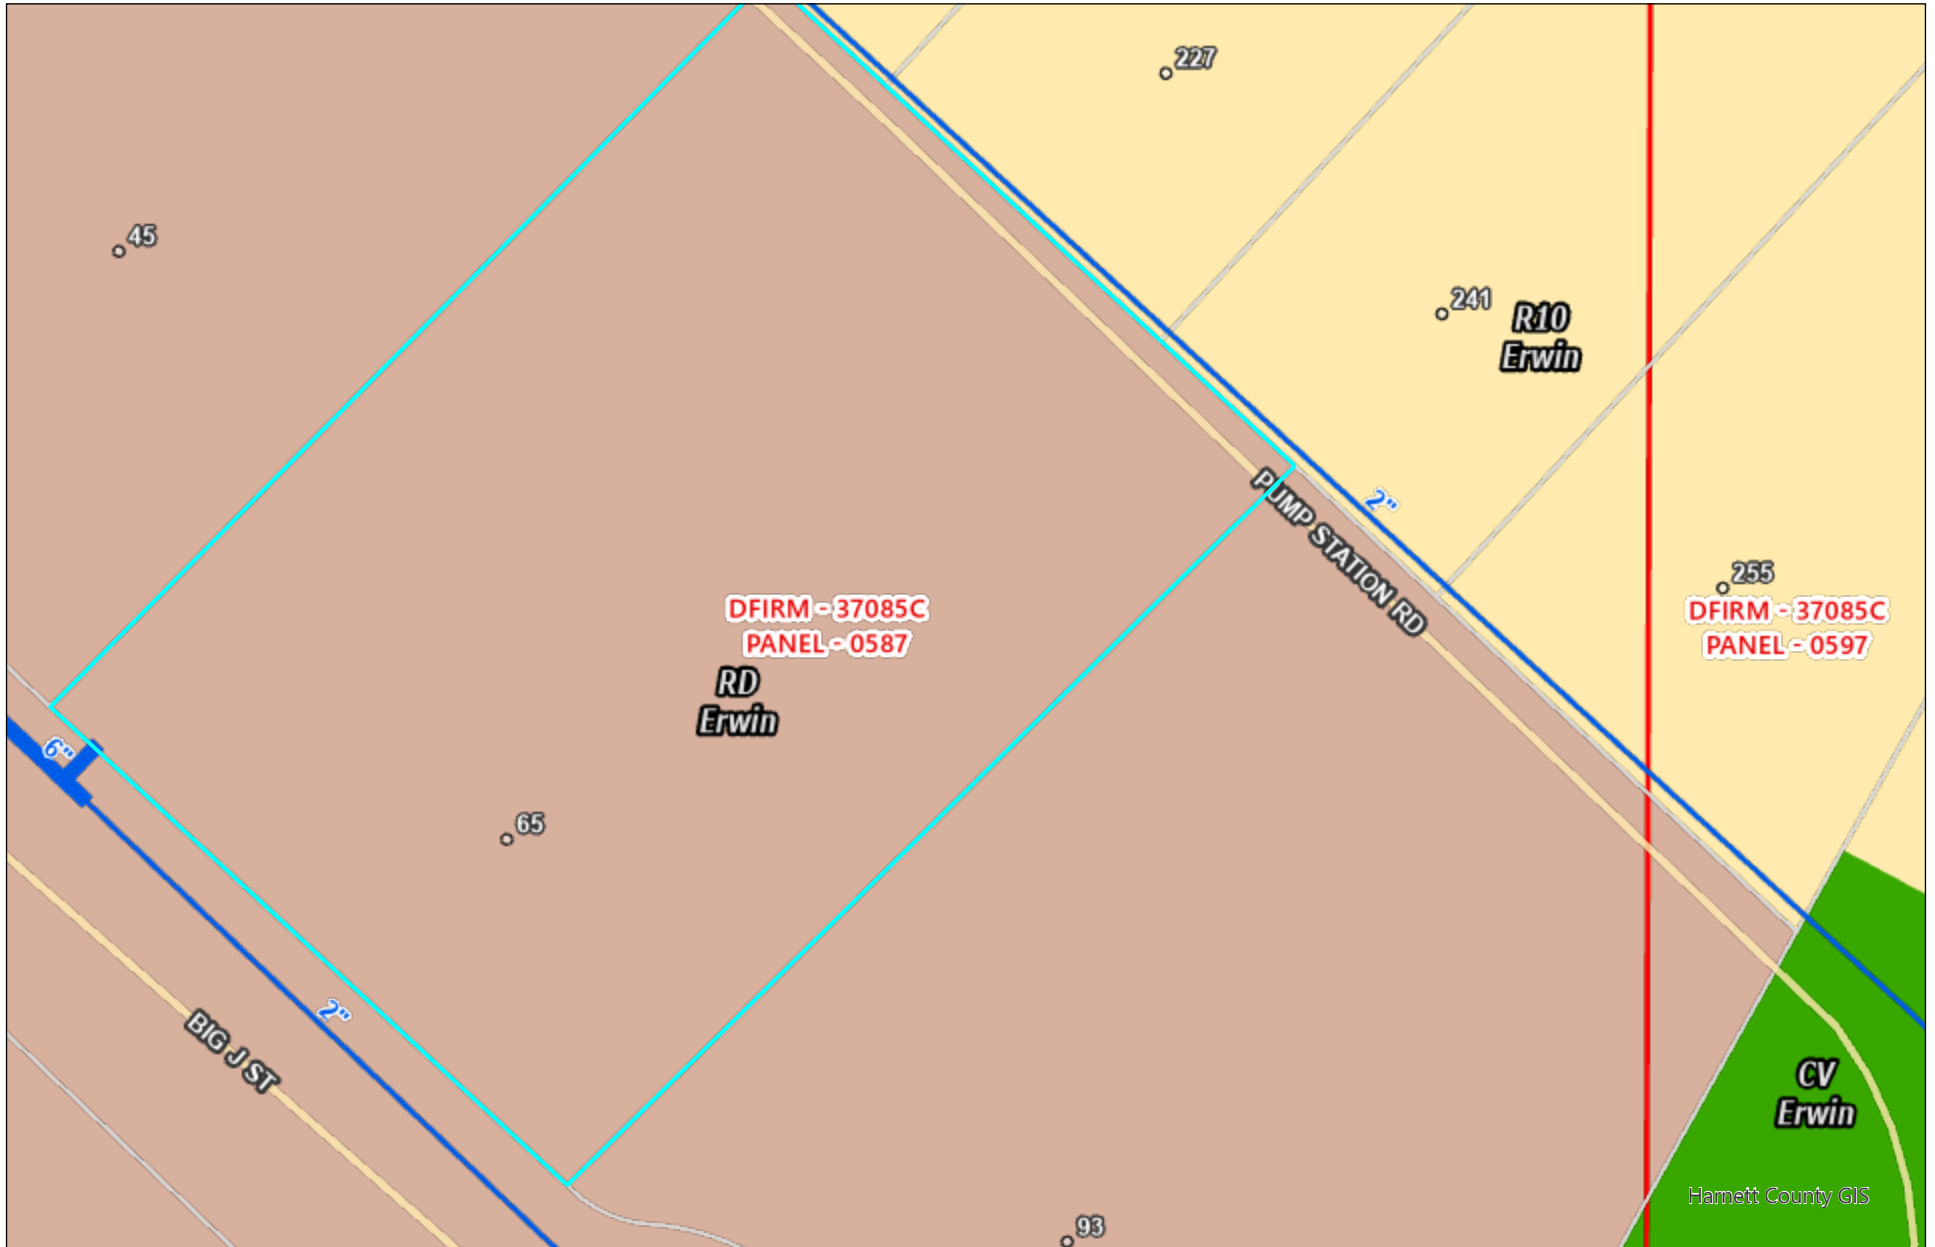 227
45
241
R10
Erwin
PUMP STATION RD
2"
255
DFIRM - 37085C
PANEL - 0587
DFIRM - 37085C
PANEL - 0597
RD
Erwin
6"
65
2"
BIG J ST
CV
Erwin
Harnett County GIS
93